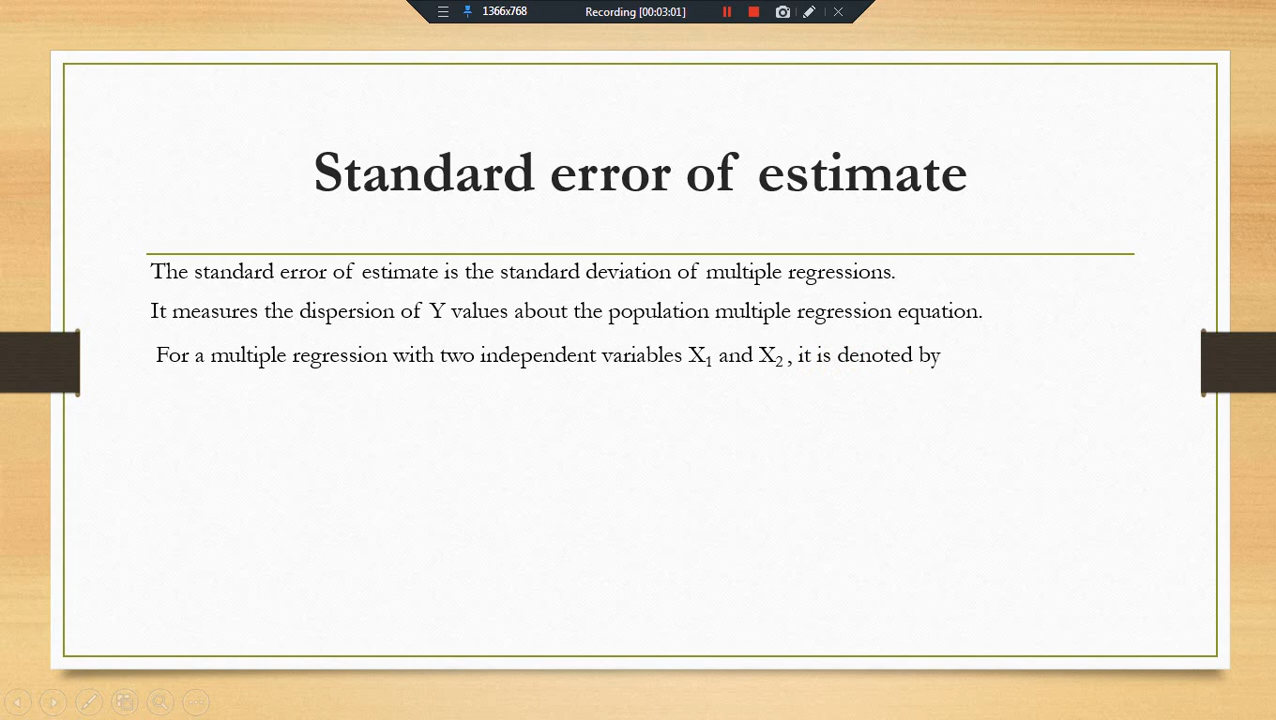 1366x768 Recording [00:03:01]
Standard error of estimate
The standard error of estimate is the standard deviation of multiple regressions.
It measures the dispersion of Y values about the population multiple regression equation.
For a multiple regression with two independent variables X₁ and X₂ , it is denoted by